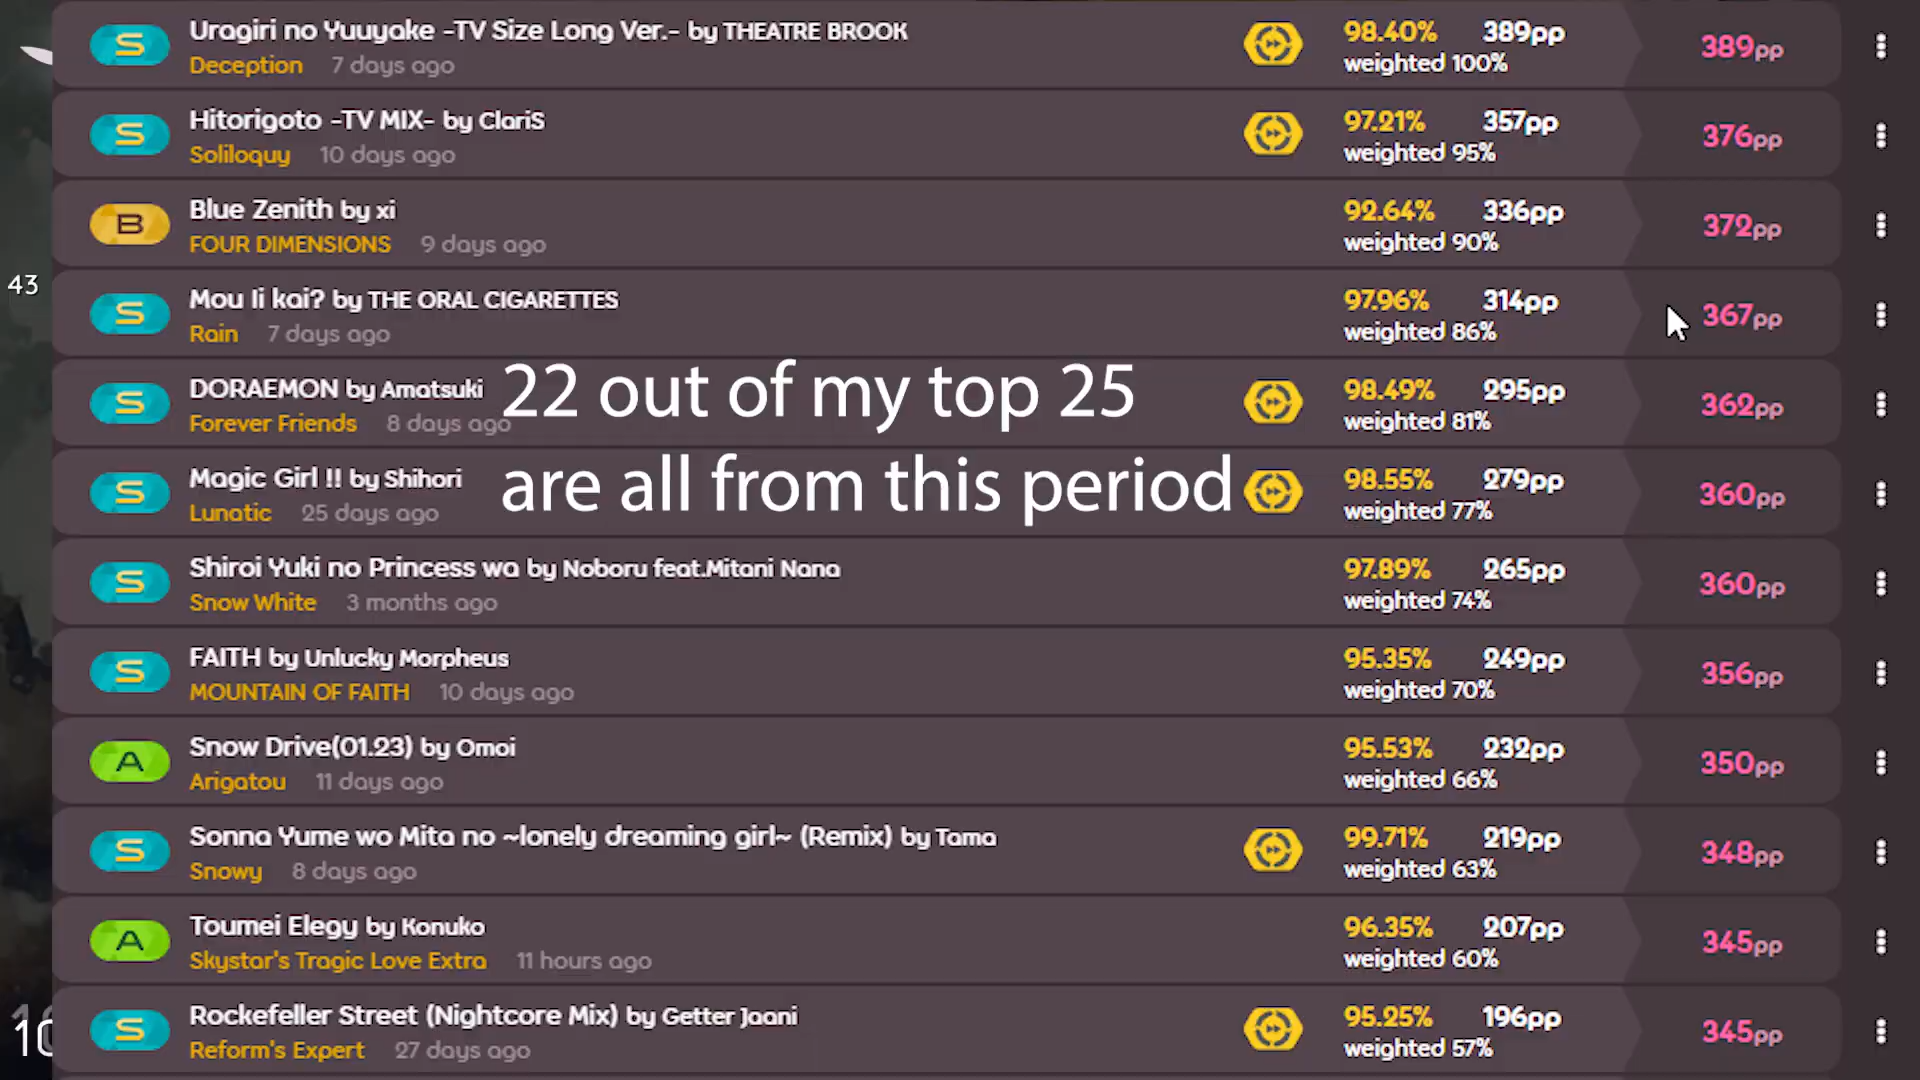 S Uragiri no Yuuyake -TV Size Long Ver.- by THEATRE BROOK 98.40% 389pp 389pp
Deception 7 days ago weighted 100%
S Hitorigoto -TV MIX- by ClariS 97.21% 357pp 376pp
Soliloquy 10 days ago weighted 95%
B Blue Zenith by xi 92.64% 336pp 372pp
FOUR DIMENSIONS 9 days ago weighted 90%
43
S Mou Ii kai? by THE ORAL CIGARETTES 97.96% 314pp 367pp
Rain 7 days ago weighted 86%
S DORAEMON by Amatsuki 98.49% 295pp 362pp
Forever Friends 8 days ago weighted 81%
22 out of my top 25
are all from this period
S Magic Girl !! by Shihori 98.55% 279pp 360pp
Lunatic 25 days ago weighted 77%
S Shiroi Yuki no Princess wa by Noboru feat.Mitani Nana 97.89% 265pp 360pp
Snow White 3 months ago weighted 74%
S FAITH by Unlucky Morpheus 95.35% 249pp 356pp
MOUNTAIN OF FAITH 10 days ago weighted 70%
A Snow Drive(01.23) by Omoi 95.53% 232pp 350pp
Arigatou 11 days ago weighted 66%
S Sonna Yume wo Mita no ~lonely dreaming girl~ (Remix) by Tama 99.71% 219pp 348pp
Snowy 8 days ago weighted 63%
A Toumei Elegy by Konuko 96.35% 207pp 345pp
Skystar's Tragic Love Extra 11 hours ago weighted 60%
S Rockefeller Street (Nightcore Mix) by Getter Jaani 95.25% 196pp 345pp
Reform's Expert 27 days ago weighted 57%